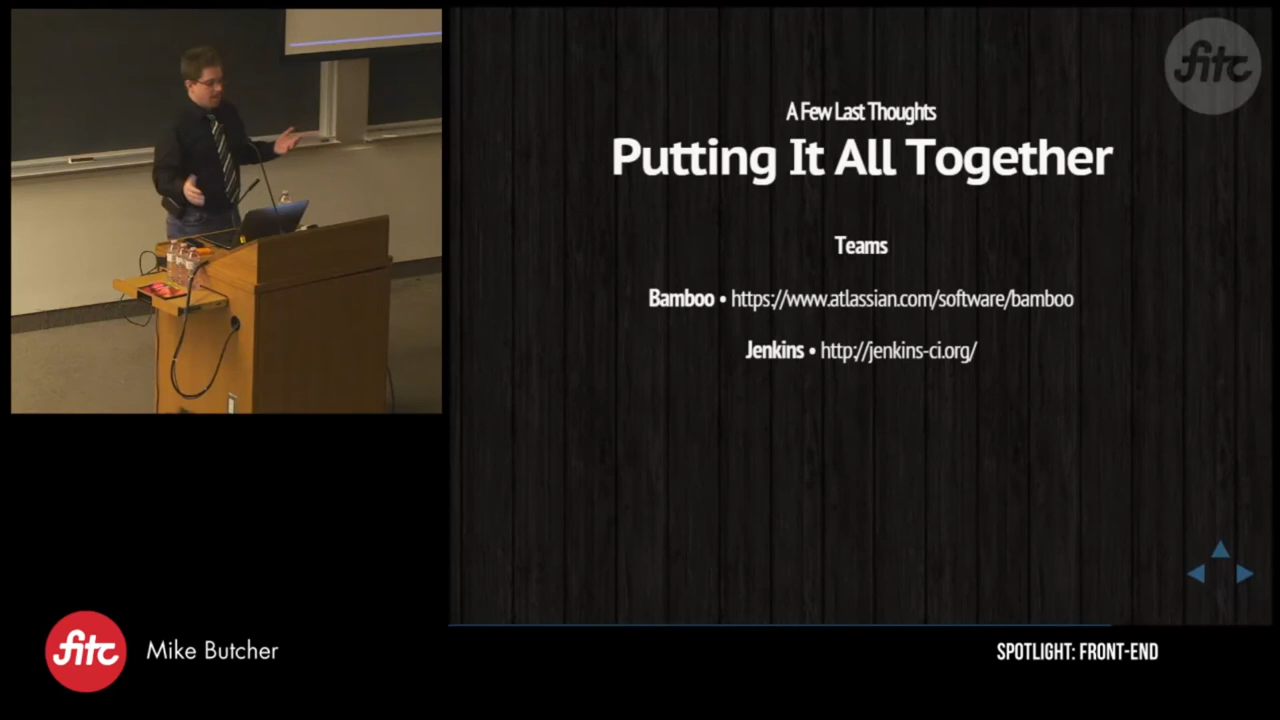 fitc
A Few Last Thoughts
Putting It All Together
Teams
Bamboo • https://www.atlassian.com/software/bamboo
Jenkins • http://jenkins-ci.org/
fitc
Mike Butcher
SPOTLIGHT: FRONT-END